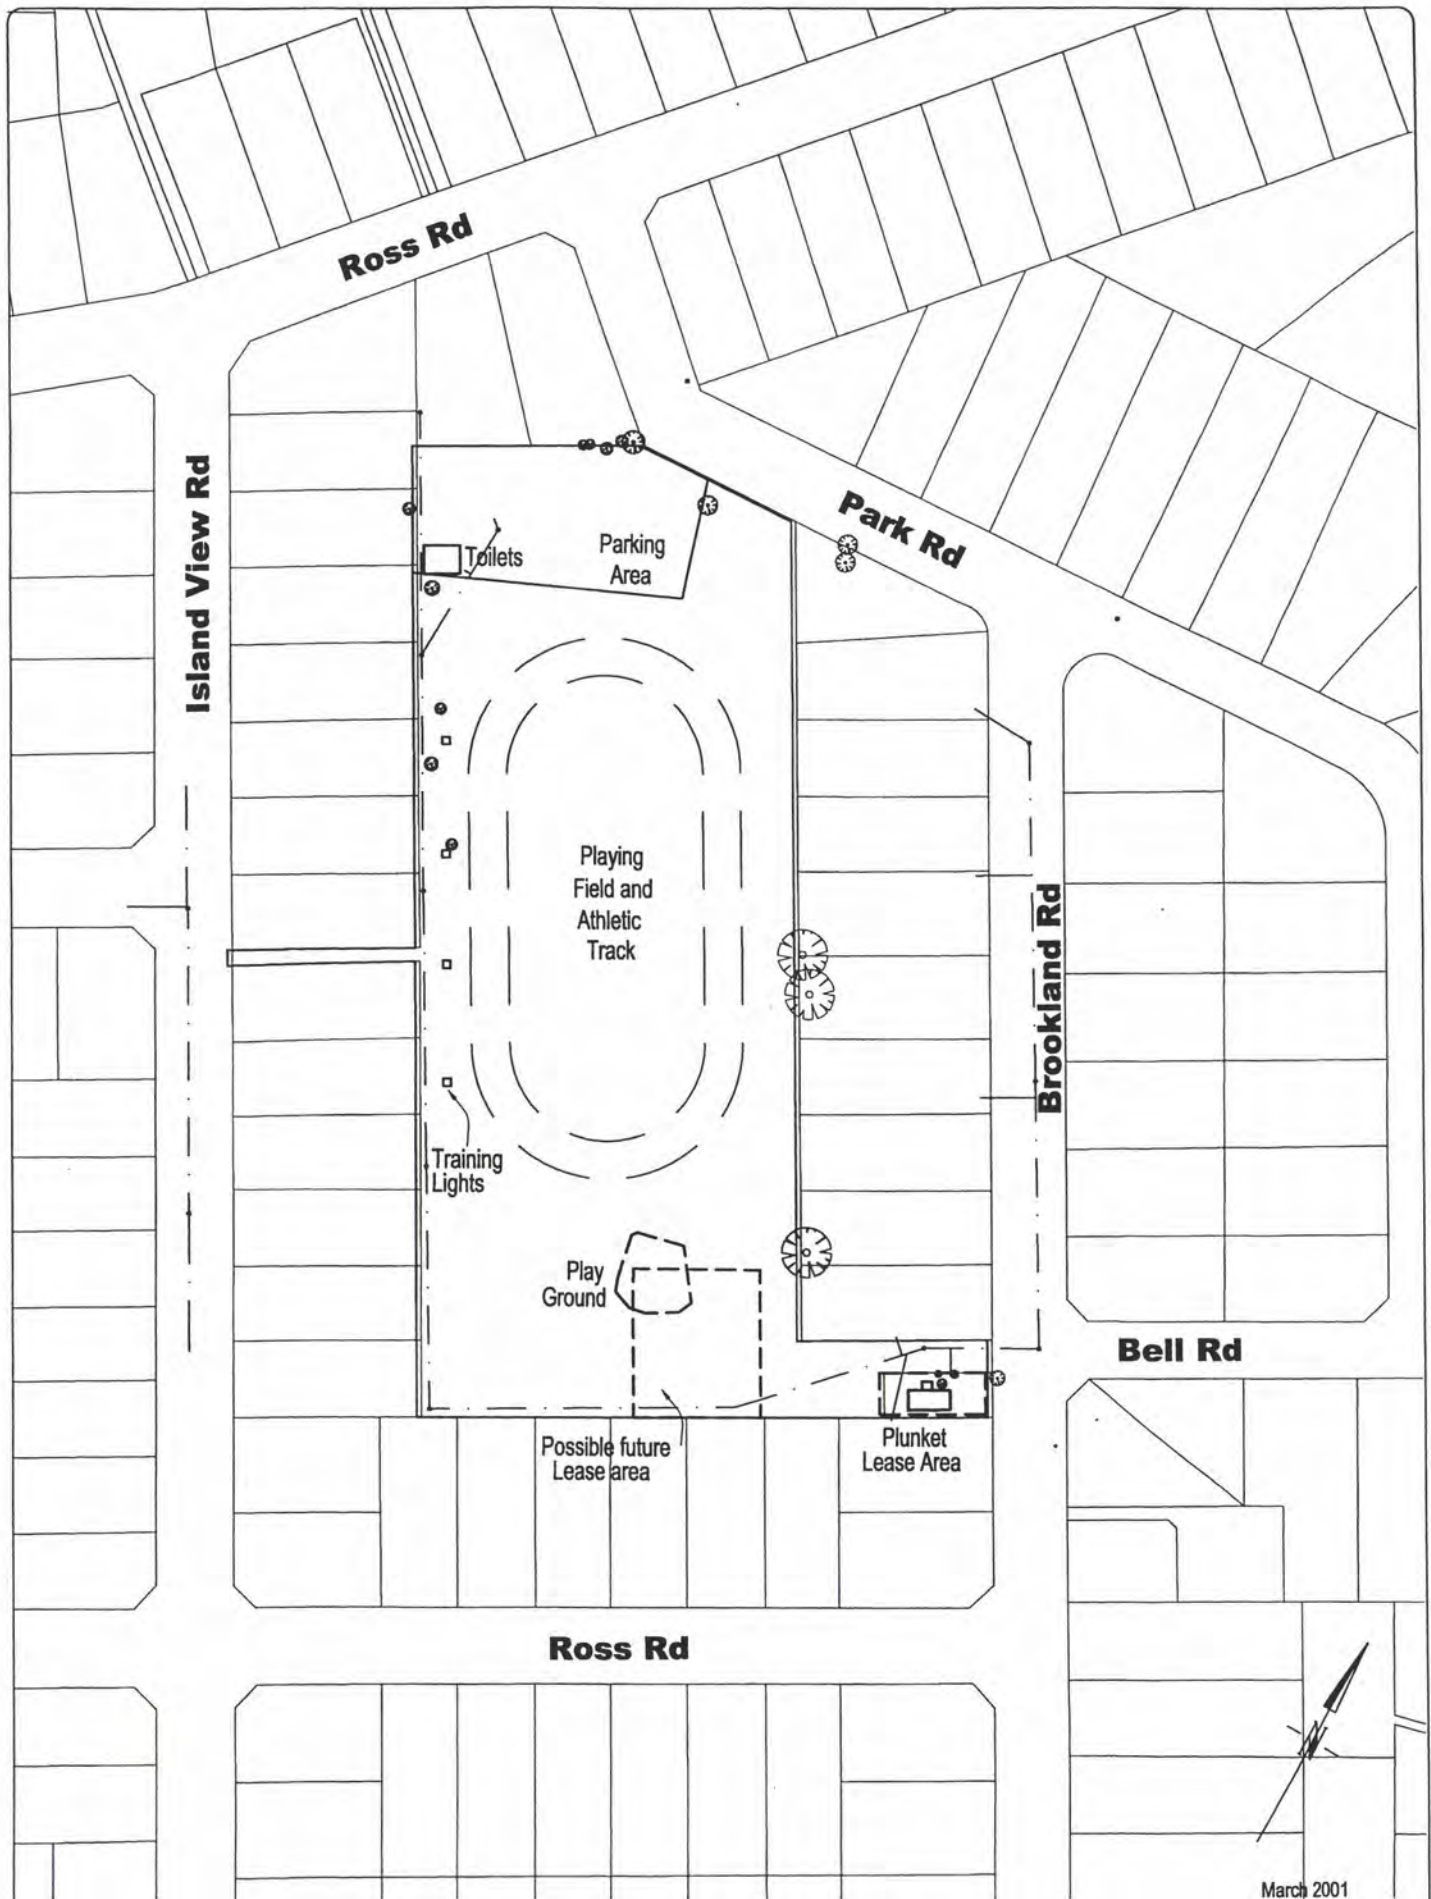 Ross Rd
Island View Rd
Park Rd
Toilets
Parking
Area
Playing
Field and
Athletic
Track
Brookland Rd
Training
Lights
Play
Ground
Bell Rd
Possible future
Lease area
Plunket
Lease Area
Ross Rd
N
March 2001